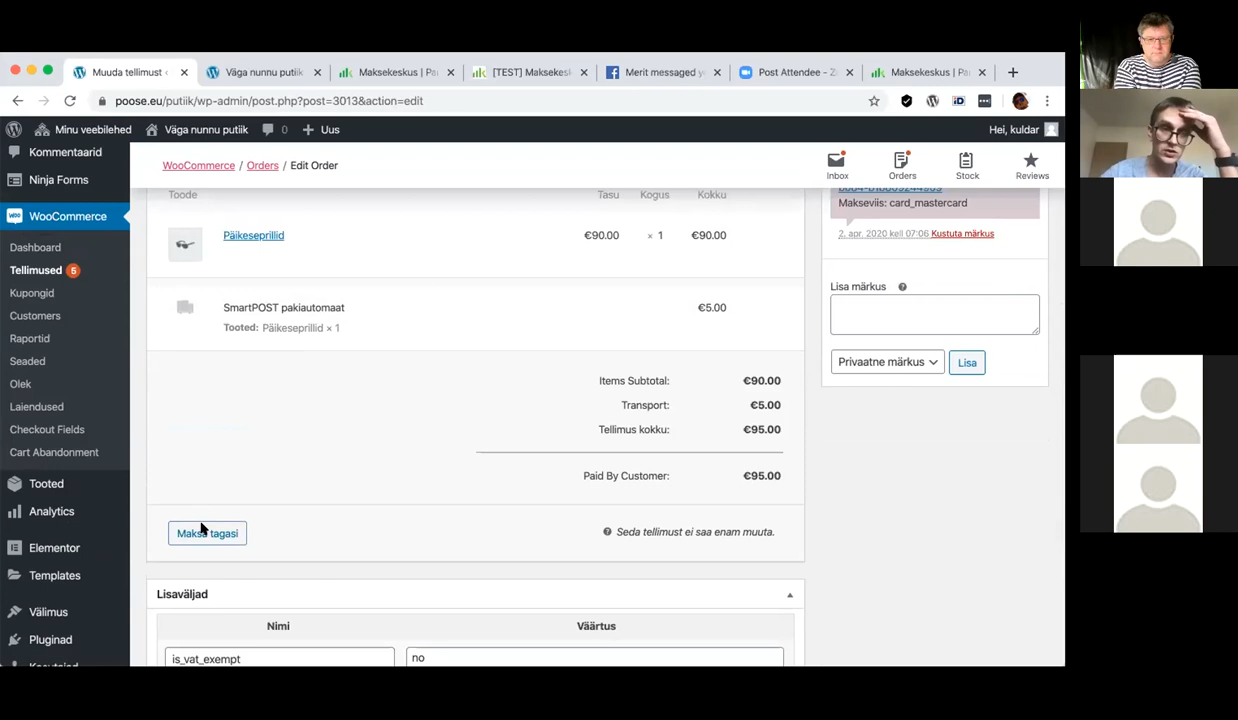 Muuda tellimust
Väga nunnu putiik
Maksekeskus | Pa
[TEST] Maksekesk
Merit messaged y
Post Attendee - Z
Maksekeskus | Pa
poose.eu/putiik/wp-admin/post.php?post=3013&action=edit
Minu veebilehed
Väga nunnu putiik
0
Uus
Hei, kuldar
Kommentaarid
Ninja Forms
WooCommerce
Dashboard
Tellimused 5
Kupongid
Customers
Raportid
Seaded
Olek
Laiendused
Checkout Fields
Cart Abandonment
Tooted
Analytics
Elementor
Templates
Välimus
Pluginad
WooCommerce / Orders / Edit Order
Inbox
Orders
Stock
Reviews
Toode
Tasu
Kogus
Kokku
Päikeseprillid
€90.00
× 1
€90.00
SmartPOST pakiautomaat
€5.00
Tooted: Päikeseprillid × 1
Items Subtotal: €90.00
Transport: €5.00
Tellimus kokku: €95.00
Paid By Customer: €95.00
Maksa tagasi
Seda tellimust ei saa enam muuta.
Lisaväljad
Nimi
Väärtus
is_vat_exempt
no
Makseviis: card_mastercard
2. apr. 2020 kell 07:06 Kustuta märkus
Lisa märkus
Privaatne märkus
Lisa